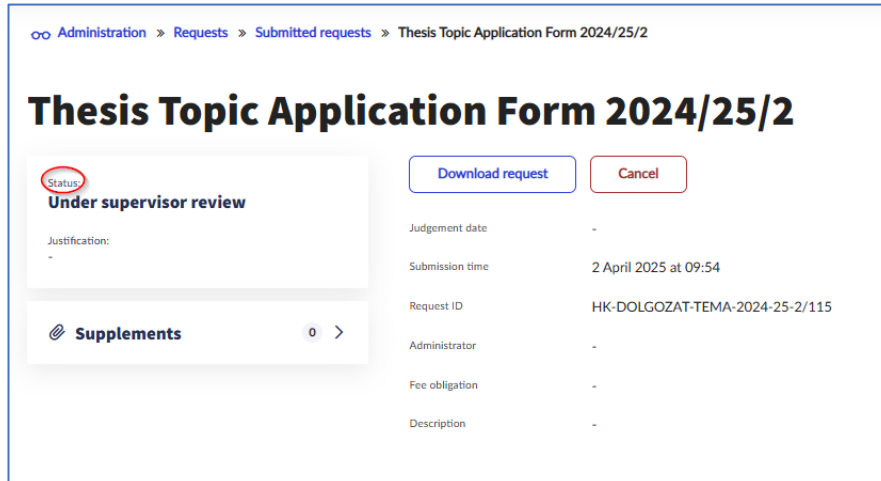 Administration » Requests » Submitted requests » Thesis Topic Application Form 2024/25/2
Thesis Topic Application Form 2024/25/2
Status:
Under supervisor review
Justification:
-
Supplements 0
Download request Cancel
Judgement date -
Submission time 2 April 2025 at 09:54
Request ID HK-DOLGOZAT-TEMA-2024-25-2/115
Administrator -
Fee obligation -
Description -